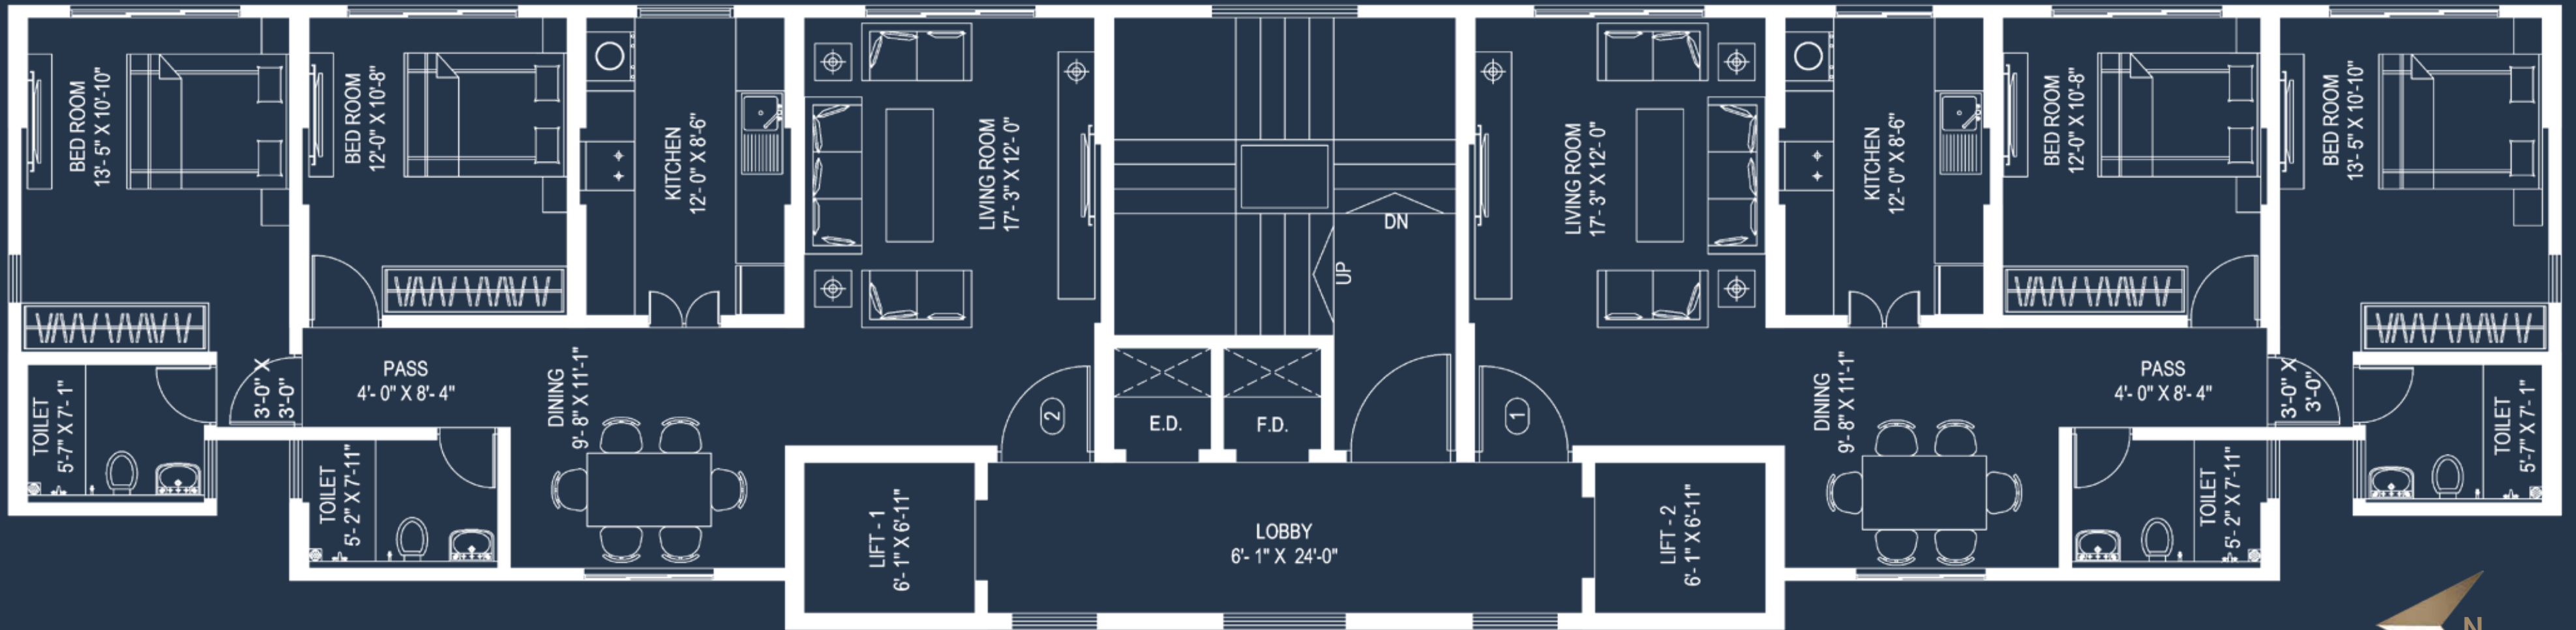 BED ROOM
13'- 5" X 10'-10"
BED ROOM
12'-0" X 10'-8"
KITCHEN
12'- 0" X 8'-6"
LIVING ROOM
17'- 3" X 12'- 0"
DN
UP
LIVING ROOM
17'- 3" X 12'- 0"
KITCHEN
12'- 0" X 8'-6"
BED ROOM
12'-0" X 10'-8"
BED ROOM
13'- 5" X 10'-10"
TOILET
5'-7" X 7'- 1"
3'-0" X
3'-0"
PASS
4'- 0" X 8'- 4"
TOILET
5'- 2" X 7'-11"
DINING
9'- 8" X 11'-1"
2
E.D.
F.D.
1
LIFT - 1
6'- 1" X 6'-11"
LOBBY
6'- 1" X 24'-0"
LIFT - 2
6'- 1" X 6'-11"
DINING
9'- 8" X 11'-1"
PASS
4'- 0" X 8'- 4"
3'-0" X
3'-0"
TOILET
5'- 2" X 7'-11"
TOILET
5'-7" X 7'- 1"
N